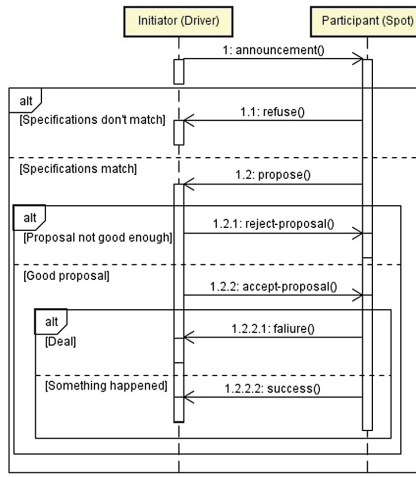 Initiator (Driver)
Participant (Spot)
1: announcement()
alt
[Specifications don't match]
1.1: refuse()
[Specifications match]
1.2: propose()
alt
1.2.1: reject-proposal()
[Proposal not good enough]
[Good proposal]
1.2.2: accept-proposal()
alt
1.2.2.1: faliure()
[Deal]
[Something happened]
1.2.2.2: success()